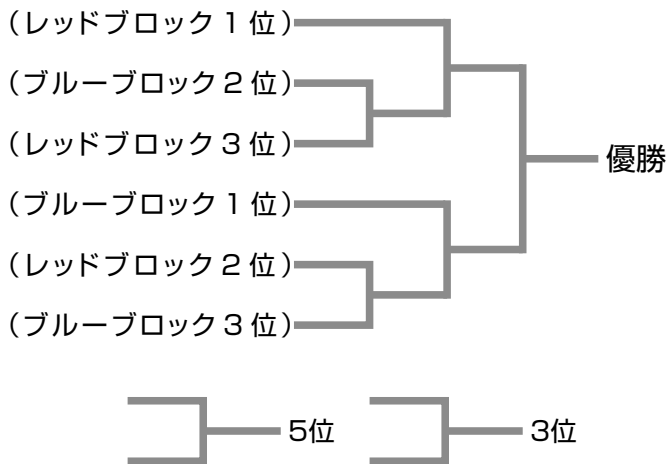 （レッドブロック 1 位）
（ブルーブロック 2 位）
（レッドブロック 3 位）
優勝
（ブルーブロック 1 位）
（レッドブロック 2 位）
（ブルーブロック 3 位）
5位
3位